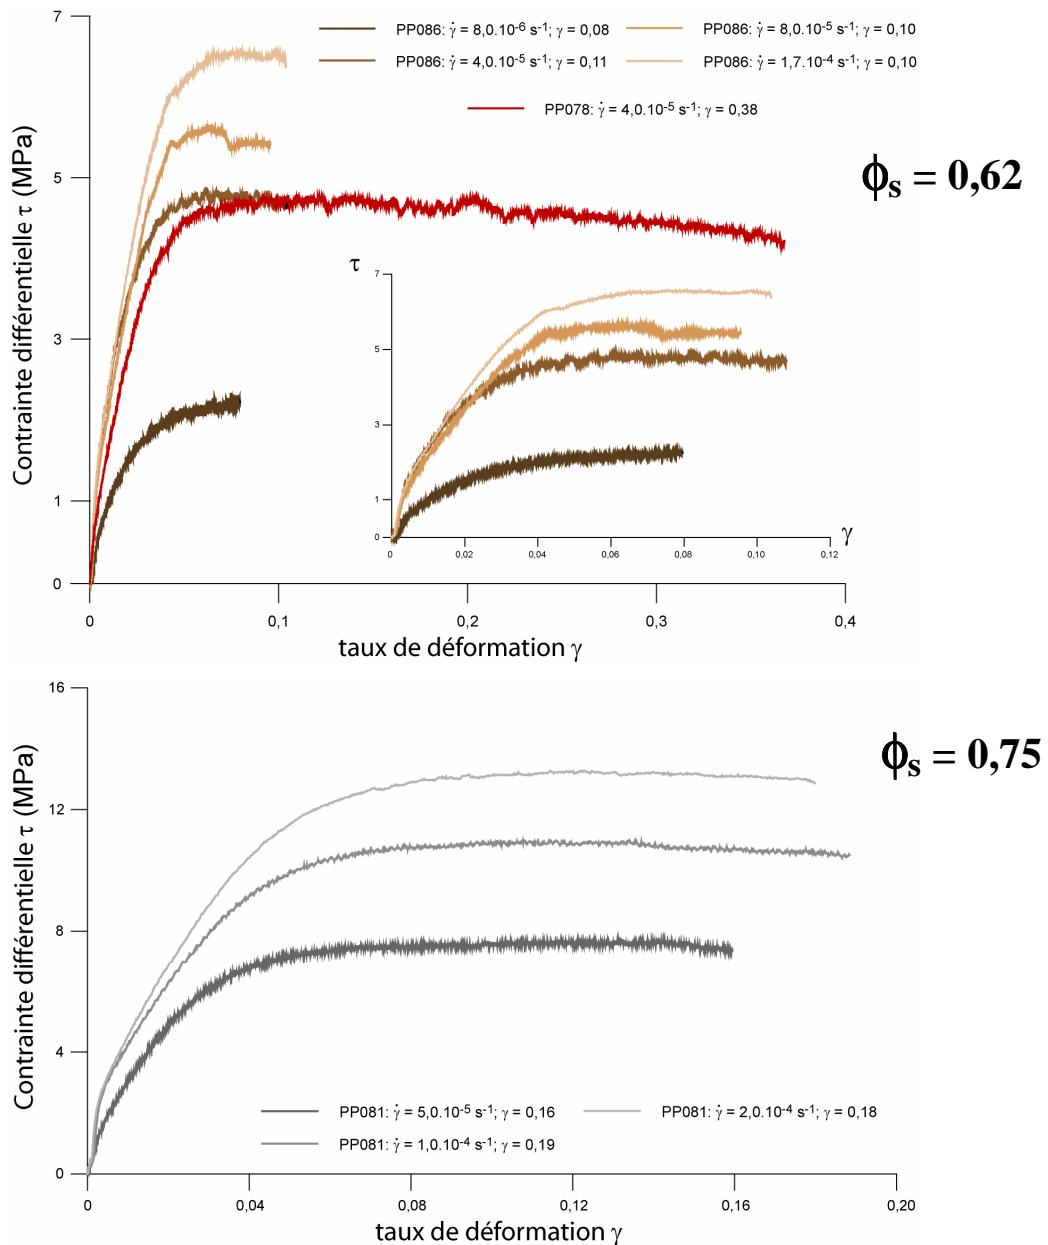 7
5
3
1
0
0
0,1
0,2
0,3
0,4
Contrainte différentielle τ (MPa)
taux de déformation γ
PP086: γ̇ = 8,0.10⁻⁶ s⁻¹; γ = 0,08
PP086: γ̇ = 8,0.10⁻⁵ s⁻¹; γ = 0,10
PP086: γ̇ = 4,0.10⁻⁵ s⁻¹; γ = 0,11
PP086: γ̇ = 1,7.10⁻⁴ s⁻¹; γ = 0,10
PP078: γ̇ = 4,0.10⁻⁵ s⁻¹; γ = 0,38
ϕₛ = 0,62
τ
7
5
3
1
0
0
0,02
0,04
0,06
0,08
0,10
0,12
γ
16
12
8
4
0
0
0,04
0,08
0,12
0,16
0,20
Contrainte différentielle τ (MPa)
taux de déformation γ
ϕₛ = 0,75
PP081: γ̇ = 5,0.10⁻⁵ s⁻¹; γ = 0,16
PP081: γ̇ = 2,0.10⁻⁴ s⁻¹; γ = 0,18
PP081: γ̇ = 1,0.10⁻⁴ s⁻¹; γ = 0,19